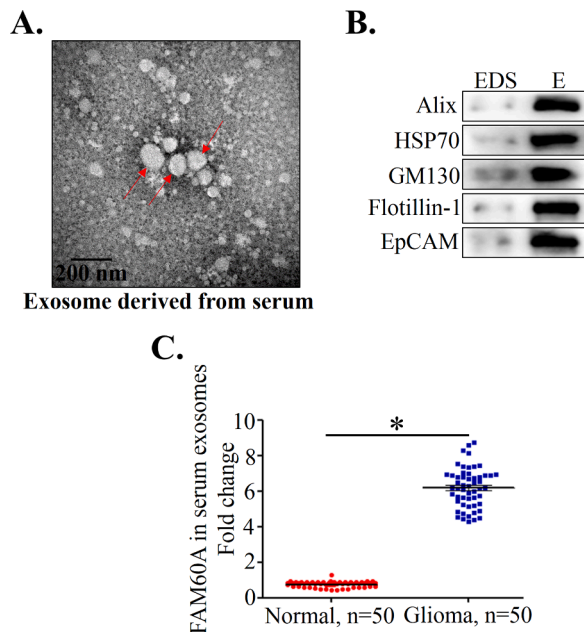 A.
200 nm
Exosome derived from serum
B.
EDS E
Alix
HSP70
GM130
Flotillin-1
EpCAM
C.
FAM60A in serum exosomes
Fold change
10
8
6
4
2
0
*
Normal, n=50 Glioma, n=50